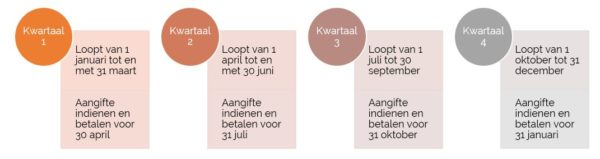 Kwartaal
1
Loopt van 1
januari tot en
met 31 maart
Aangifte
indienen en
betalen voor
30 april
Kwartaal
2
Loopt van 1
april tot en
met 30 juni
Aangifte
indienen en
betalen voor
31 juli
Kwartaal
3
Loopt van 1
juli tot 30
september
Aangifte
indienen en
betalen voor
31 oktober
Kwartaal
4
Loopt van 1
oktober tot 31
december
Aangifte
indienen en
betalen voor
31 januari